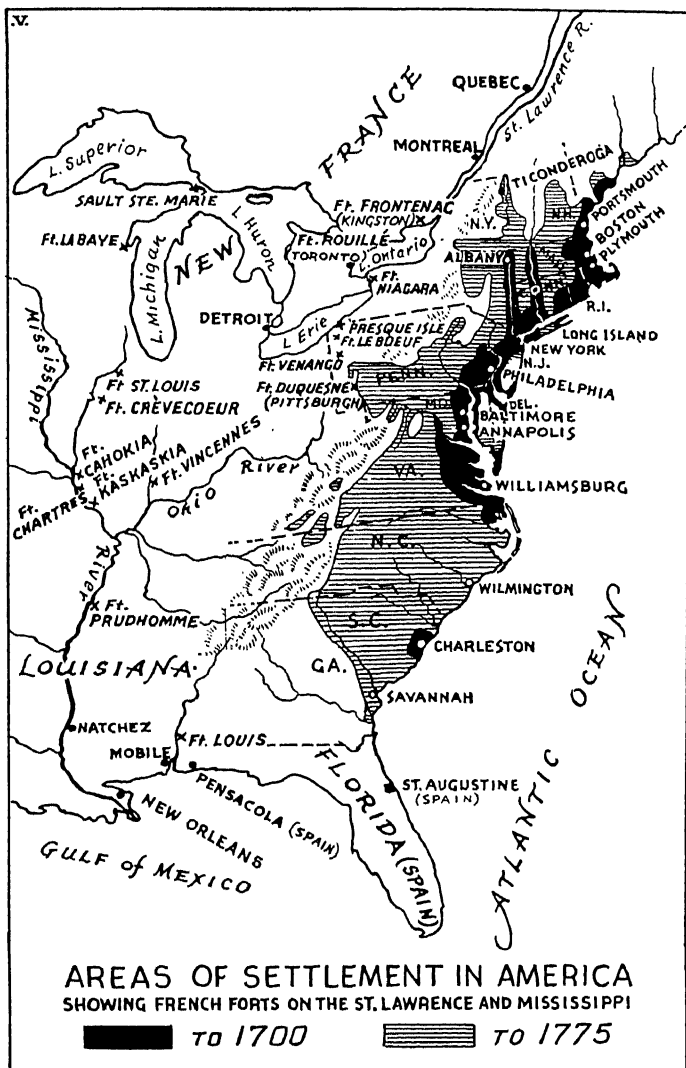 .V.
QUEBEC
St. Lawrence R.
FRANCE
MONTREAL
L. Superior
TICONDEROGA
SAULT STE. MARIE
Ft. FRONTENAC
(KINGSTON)
N.Y.
N.H.
PORTSMOUTH
BOSTON
PLYMOUTH
Ft. LA BAYE
L. Huron
Ft. ROUILLÉ
(TORONTO)
L. Ontario
ALBANY
MASS.
NEW
L. Michigan
Ft.
NIAGARA
R.I.
DETROIT
L. Erie
PRESQUE ISLE
Ft. LE BOEUF
LONG ISLAND
NEW YORK
N.J.
Mississippi
Ft. VENANGO
Ft. ST. LOUIS
Ft. DUQUESNE
(PITTSBURGH)
PENN.
PHILADELPHIA
Ft. CRÈVECOEUR
MD.
DEL.
BALTIMORE
ANNAPOLIS
Ft.
CAHOKIA
Ft.
KASKASKIA
Ft. VINCENNES
Ft.
CHARTRES
River
Ohio
VA.
WILLIAMSBURG
N.C.
River
WILMINGTON
Ft.
PRUDHOMME
S.C.
CHARLESTON
LOUISIANA
GA.
SAVANNAH
OCEAN
NATCHEZ
Ft. LOUIS
MOBILE
FLORIDA (SPAIN)
ST. AUGUSTINE
(SPAIN)
PENSACOLA (SPAIN)
NEW ORLEANS
ATLANTIC
GULF of MEXICO
AREAS OF SETTLEMENT IN AMERICA
SHOWING FRENCH FORTS ON THE ST. LAWRENCE AND MISSISSIPPI
TO 1700
TO 1775